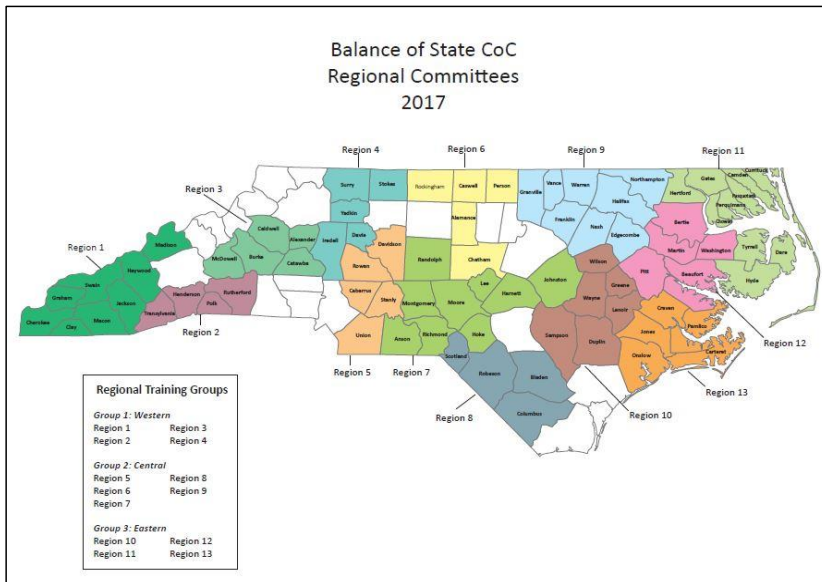 Balance of State CoC
Regional Committees
2017
Region 4
Region 6
Region 9
Region 11
Region 3
Region 1
Surry
Stokes
Rockingham
Caswell
Person
Granville
Vance
Warren
Northampton
Hertford
Gates
Camden
Currituck
Pasquotank
Perquimans
Chowan
Halifax
Yadkin
Caldwell
Alexander
Iredell
Davie
Davidson
Alamance
Franklin
Nash
Edgecombe
Bertie
Madison
McDowell
Burke
Catawba
Rowan
Randolph
Chatham
Wilson
Martin
Washington
Tyrrell
Dare
Haywood
Swain
Graham
Jackson
Henderson
Rutherford
Polk
Transylvania
Cabarrus
Stanly
Montgomery
Moore
Lee
Harnett
Johnston
Wayne
Greene
Pitt
Beaufort
Hyde
Cherokee
Clay
Macon
Lenoir
Craven
Pamlico
Union
Anson
Richmond
Hoke
Scotland
Sampson
Duplin
Jones
Onslow
Carteret
Robeson
Bladen
Columbus
Region 2
Region 5
Region 7
Region 8
Region 10
Region 12
Region 13
Regional Training Groups
Group 1: Western
Region 1 Region 3
Region 2 Region 4
Group 2: Central
Region 5 Region 8
Region 6 Region 9
Region 7
Group 3: Eastern
Region 10 Region 12
Region 11 Region 13